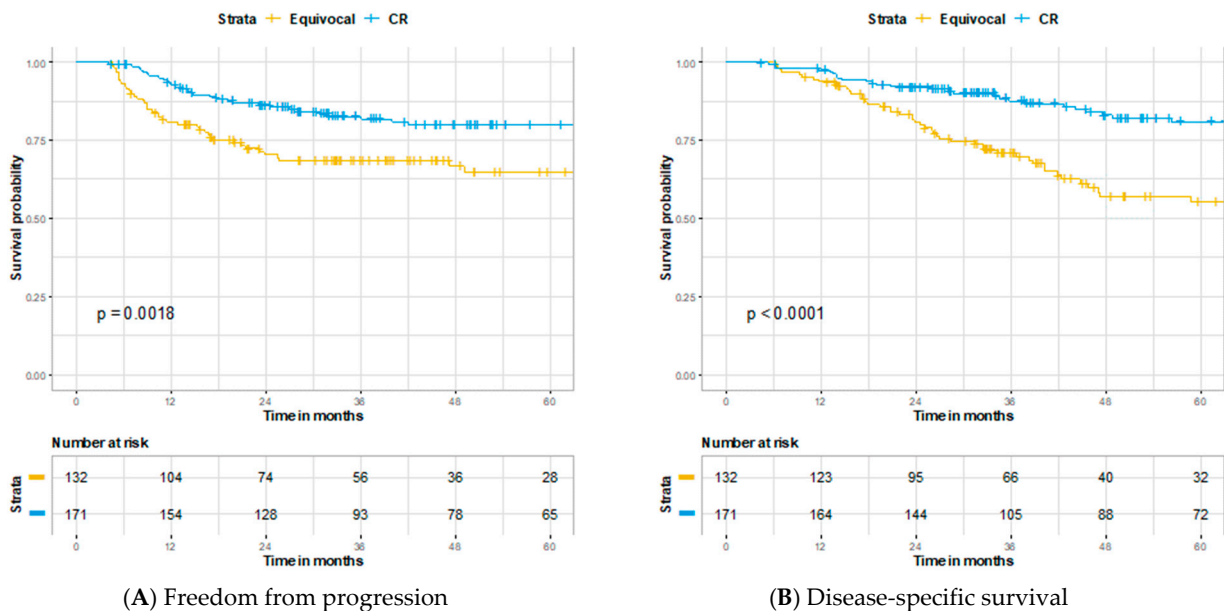 Strata Equivocal CR
1.00
0.75
0.50
0.25
0.00
Survival probability
p = 0.0018
0 12 24 36 48 60
Time in months
Number at risk
Strata
132 104 74 56 36 28
171 154 128 93 78 65
0 12 24 36 48 60
Time in months
(A) Freedom from progression
Strata Equivocal CR
1.00
0.75
0.50
0.25
0.00
Survival probability
p < 0.0001
0 12 24 36 48 60
Time in months
Number at risk
Strata
132 123 95 66 40 32
171 164 144 105 88 72
0 12 24 36 48 60
Time in months
(B) Disease-specific survival